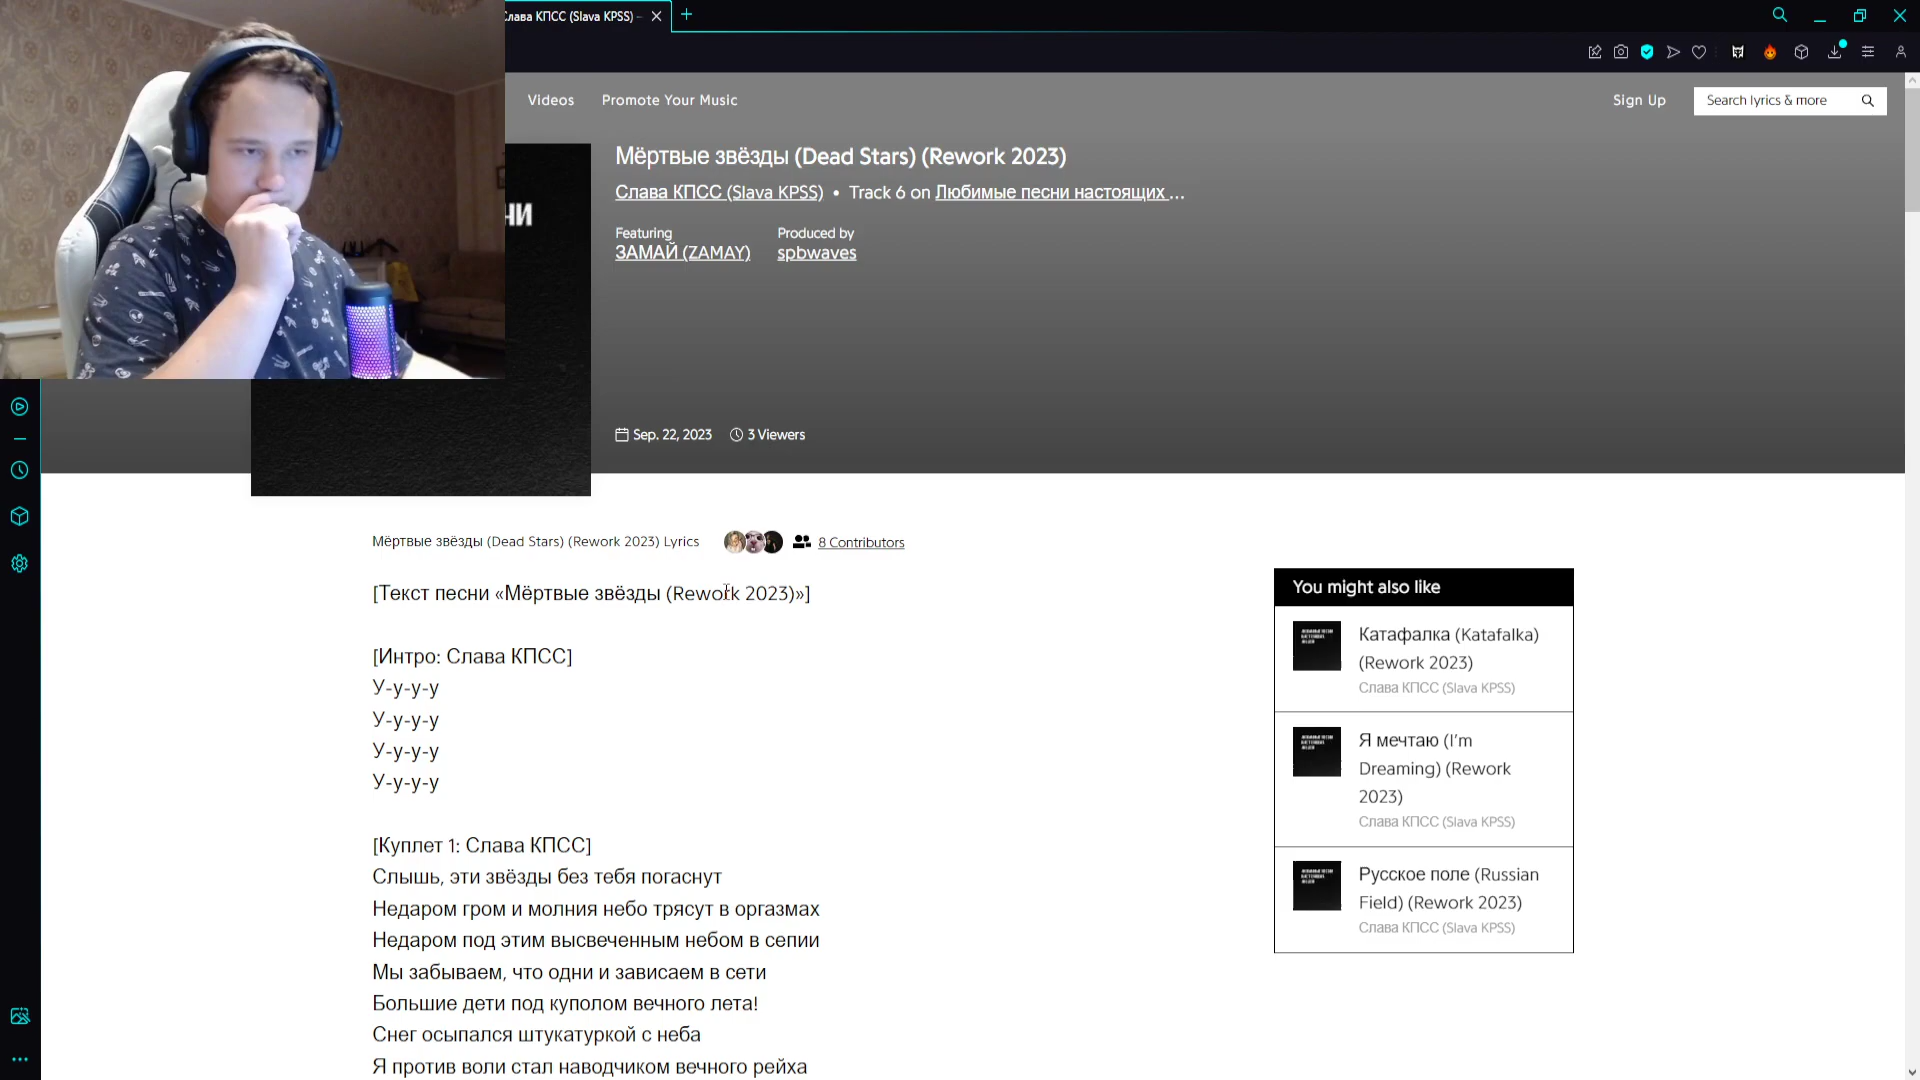 Слава КПСС (Slava KPSS) –
Videos
Promote Your Music
Sign Up
Search lyrics & more
Мёртвые звёзды (Dead Stars) (Rework 2023)
Слава КПСС (Slava KPSS) • Track 6 on Любимые песни настоящих ...
Featuring
ЗАМАЙ (ZAMAY)
Produced by
spbwaves
Sep. 22, 2023
3 Viewers
Мёртвые звёзды (Dead Stars) (Rework 2023) Lyrics
8 Contributors
[Текст песни «Мёртвые звёзды (Rework 2023)»]
[Интро: Слава КПСС]
У-у-у-у
У-у-у-у
У-у-у-у
У-у-у-у
[Куплет 1: Слава КПСС]
Слышь, эти звёзды без тебя погаснут
Недаром гром и молния небо трясут в оргазмах
Недаром под этим высвеченным небом в сепии
Мы забываем, что одни и зависаем в сети
Большие дети под куполом вечного лета!
Снег осыпался штукатуркой с неба
Я против воли стал наводчиком вечного рейха
You might also like
Катафалка (Katafalka)
(Rework 2023)
Слава КПСС (Slava KPSS)
Я мечтаю (I'm
Dreaming) (Rework
2023)
Слава КПСС (Slava KPSS)
Русское поле (Russian
Field) (Rework 2023)
Слава КПСС (Slava KPSS)